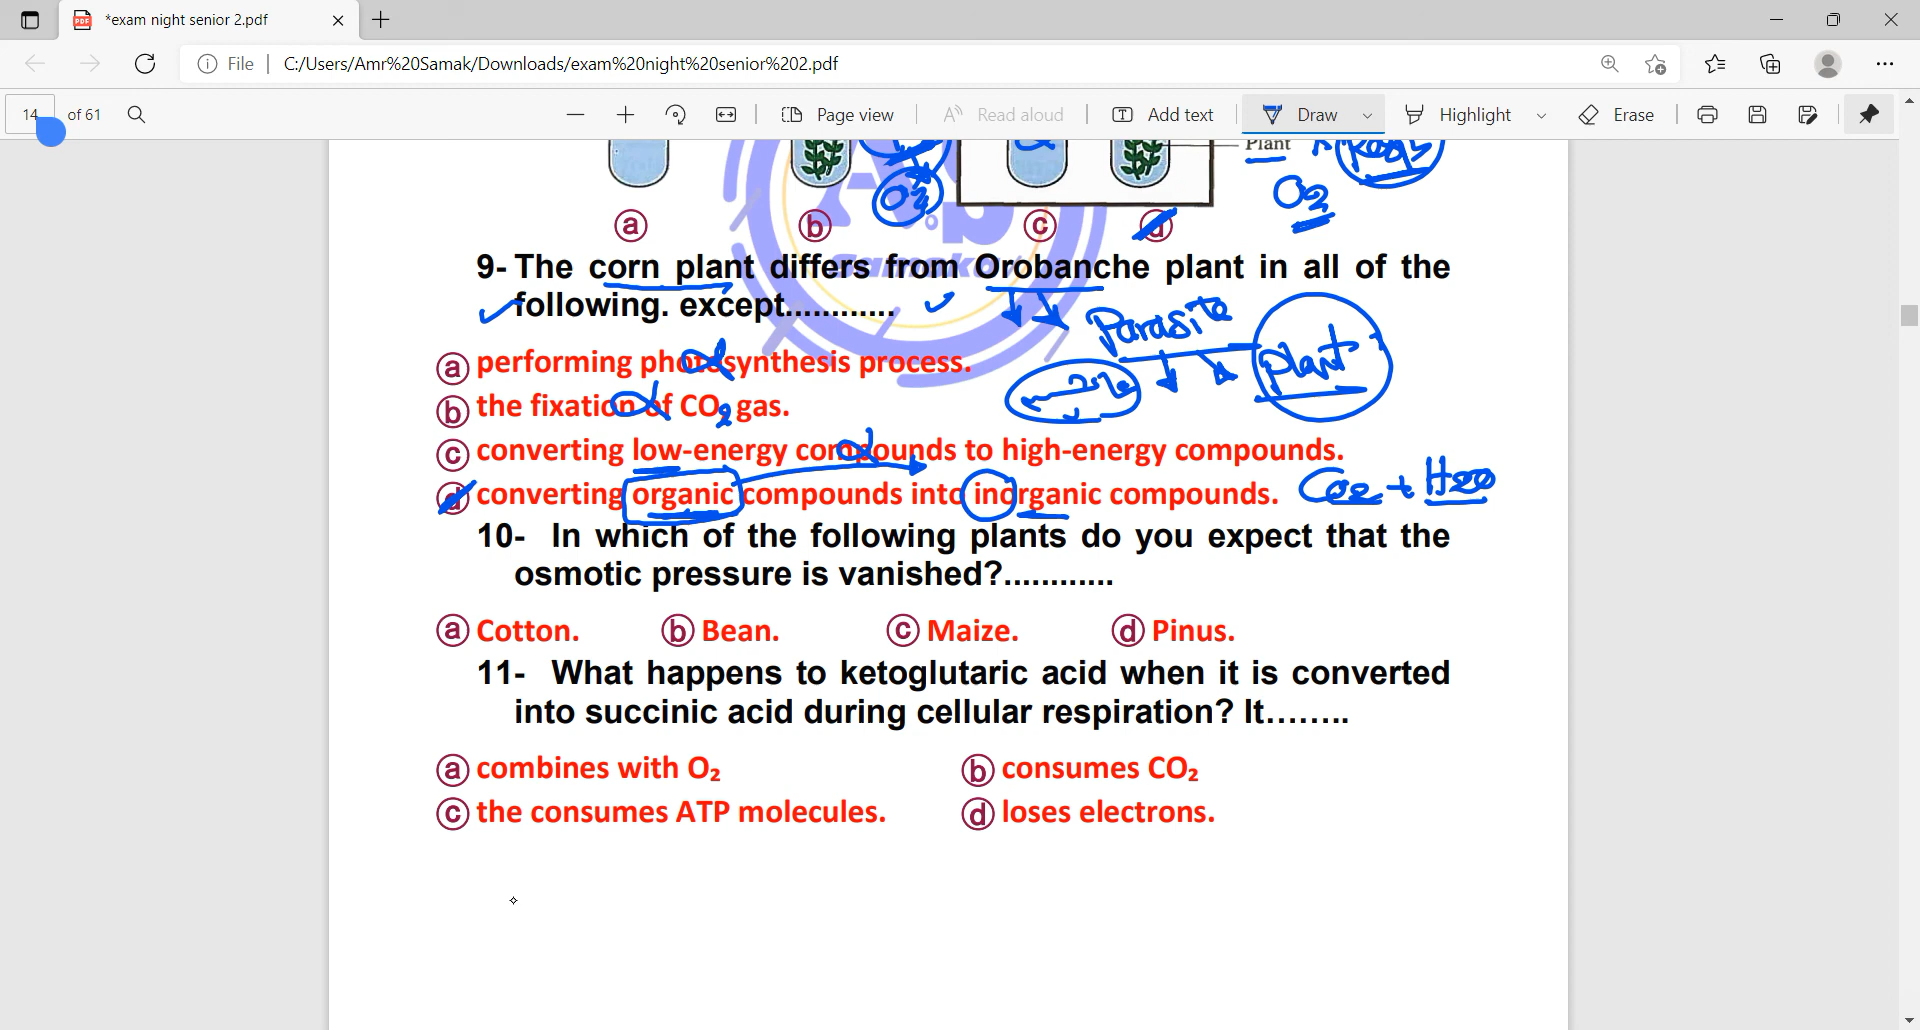 *exam night senior 2.pdf
File | C:/Users/Amr%20Samak/Downloads/exam%20night%20senior%202.pdf
14 of 61 Page view Read aloud Add text Draw Highlight Erase
Plant
O2 O2
ⓐ ⓑ ⓒ ⓓ
9- The corn plant differs from Orobanche plant in all of the
following. except............
Parasite plant
ⓐ performing photosynthesis process.
ⓑ the fixation of CO2 gas.
ⓒ converting low-energy compounds to high-energy compounds.
ⓓ converting organic compounds into inorganic compounds. Co2 + H2O
10- In which of the following plants do you expect that the
osmotic pressure is vanished?............
ⓐ Cotton. ⓑ Bean. ⓒ Maize. ⓓ Pinus.
11- What happens to ketoglutaric acid when it is converted
into succinic acid during cellular respiration? It........
ⓐ combines with O₂ ⓑ consumes CO₂
ⓒ the consumes ATP molecules. ⓓ loses electrons.